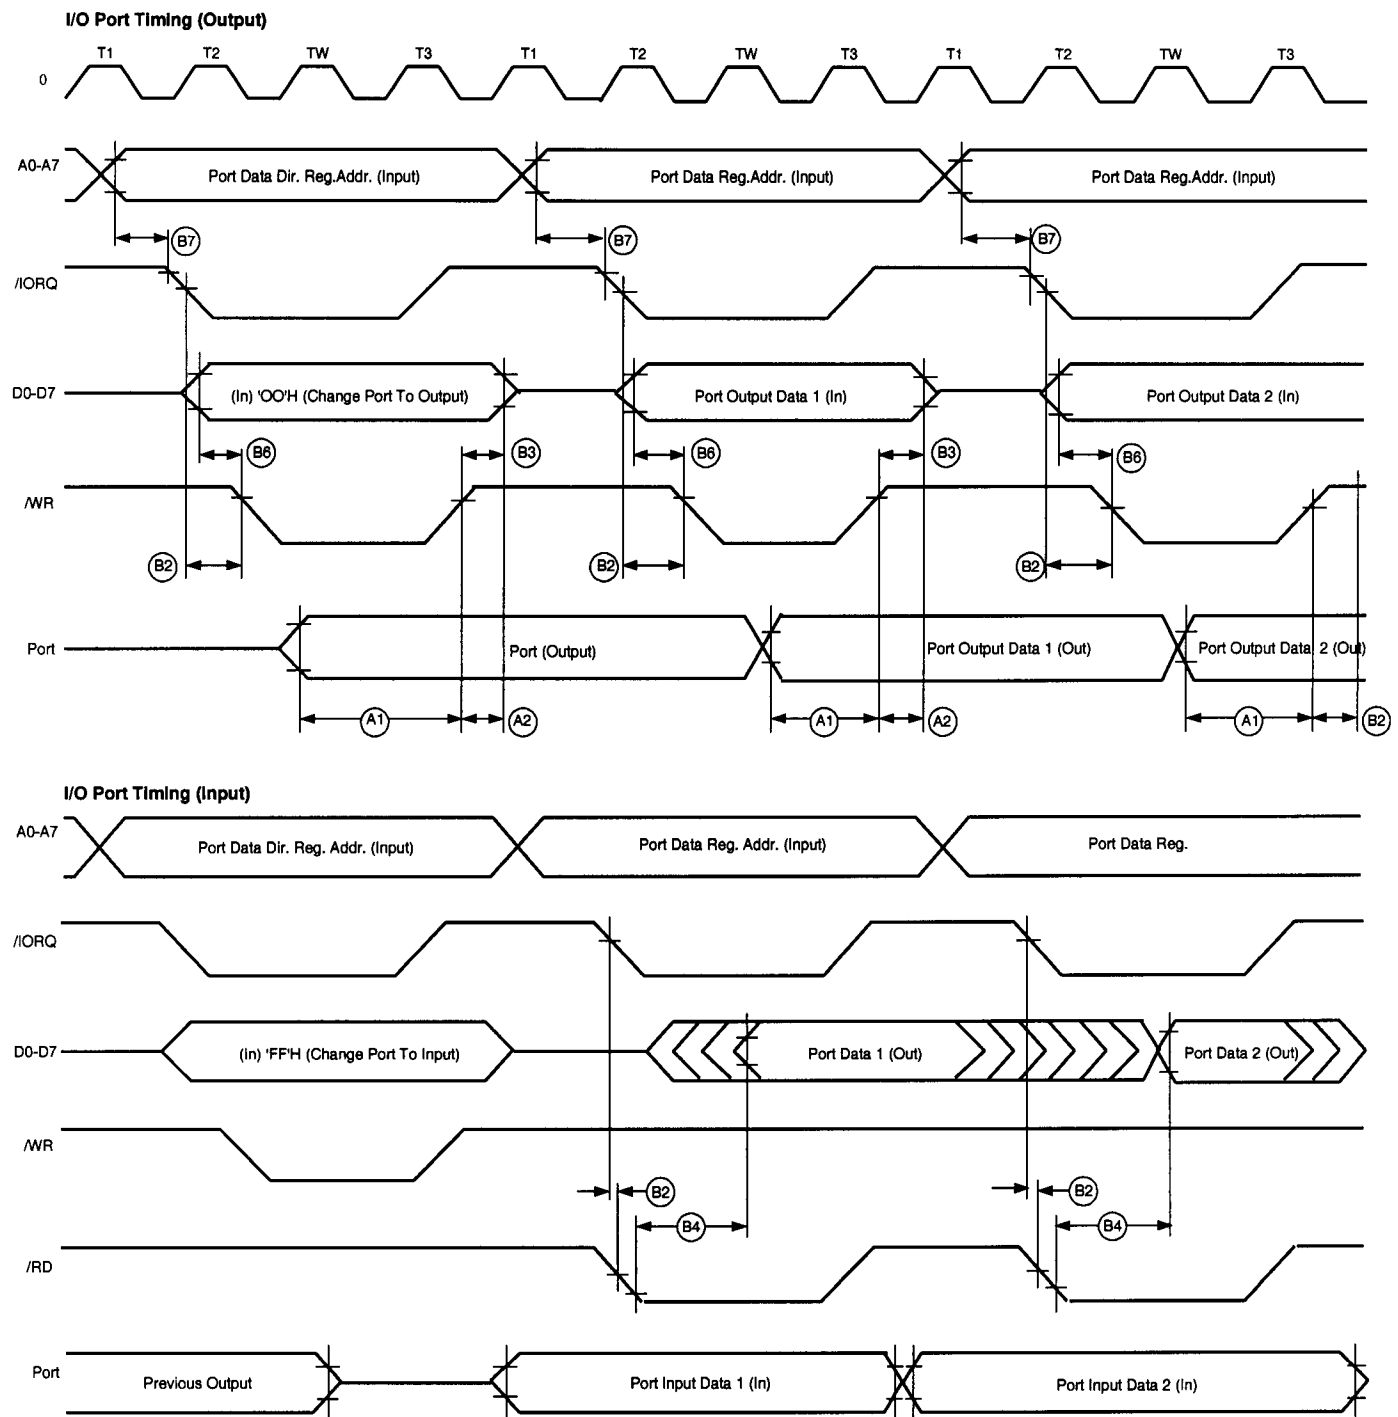 I/O Port Timing (Output)
T1 T2 TW T3 T1 T2 TW T3 T1 T2 TW T3
0
A0-A7 Port Data Dir. Reg.Addr. (Input) Port Data Reg.Addr. (Input) Port Data Reg.Addr. (Input)
B7 B7 B7
/IORQ
D0-D7 (In) 'OO'H (Change Port To Output) Port Output Data 1 (In) Port Output Data 2 (In)
B6 B3 B6 B3 B6
/WR
B2 B2 B2
Port Port (Output) Port Output Data 1 (Out) Port Output Data 2 (Out)
A1 A2 A1 A2 A1 B2
I/O Port Timing (Input)
A0-A7 Port Data Dir. Reg. Addr. (Input) Port Data Reg. Addr. (Input) Port Data Reg.
/IORQ
D0-D7 (In) 'FF'H (Change Port To Input) Port Data 1 (Out) Port Data 2 (Out)
/WR
B2 B2
B4 B4
/RD
Port Previous Output Port Input Data 1 (In) Port Input Data 2 (In)